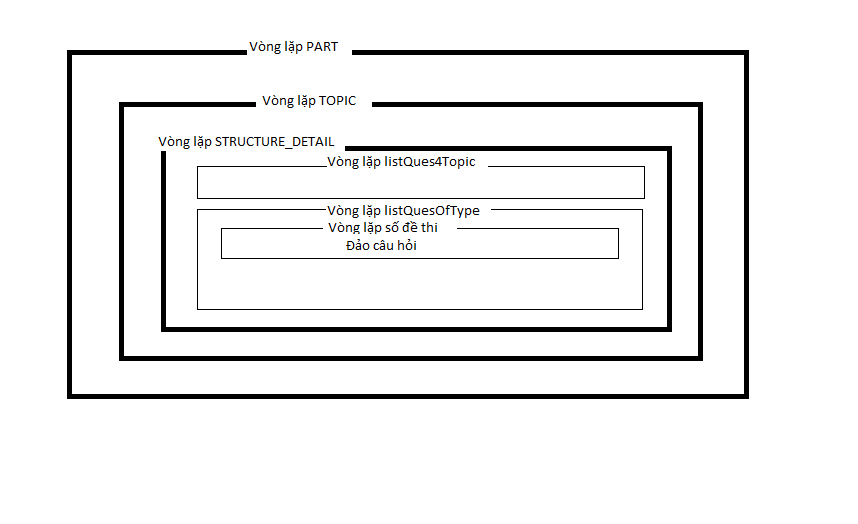 Vòng lặp PART
Vòng lặp TOPIC
Vòng lặp STRUCTURE_DETAIL
Vòng lặp listQues4Topic
Vòng lặp listQuesOfType
Vòng lặp số đề thi
Đảo câu hỏi